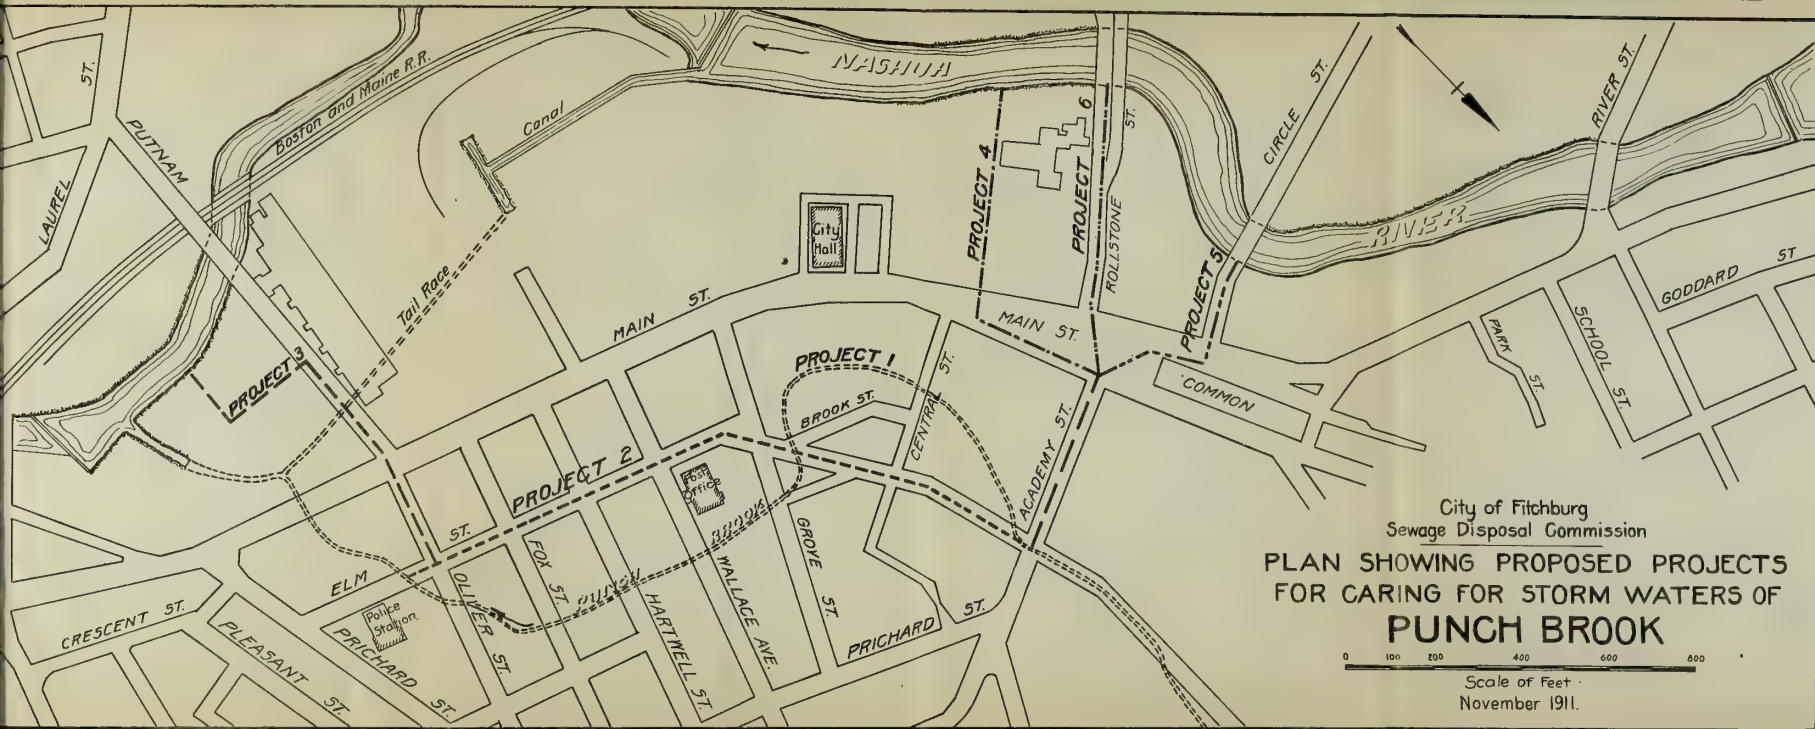 ST.
PUTNAM
LAUREL
Boston and Maine R.R.
Canal
Tail Race
NASHUA
RIVER
CIRCLE ST.
RIVER ST.
GODDARD ST
SCHOOL ST.
PARK ST.
City
Hall
PROJECT 4
PROJECT 6
ROLLSTONE ST.
PROJECT 5
MAIN ST.
MAIN ST.
COMMON
PROJECT 3
PROJECT 1
BROOK ST.
CENTRAL ST.
ACADEMY ST.
PROJECT 2
Post
Office
PUNCH BROOK
ELM ST.
FOX ST.
OLIVER ST.
HARTWELL ST.
WALLACE AVE.
GROVE ST.
PRICHARD ST.
Police
Station
PRICHARD ST.
PLEASANT ST.
CRESCENT ST.
City of Fitchburg
Sewage Disposal Commission
PLAN SHOWING PROPOSED PROJECTS
FOR CARING FOR STORM WATERS OF
PUNCH BROOK
0 100 200 400 600 800
Scale of Feet
November 1911.